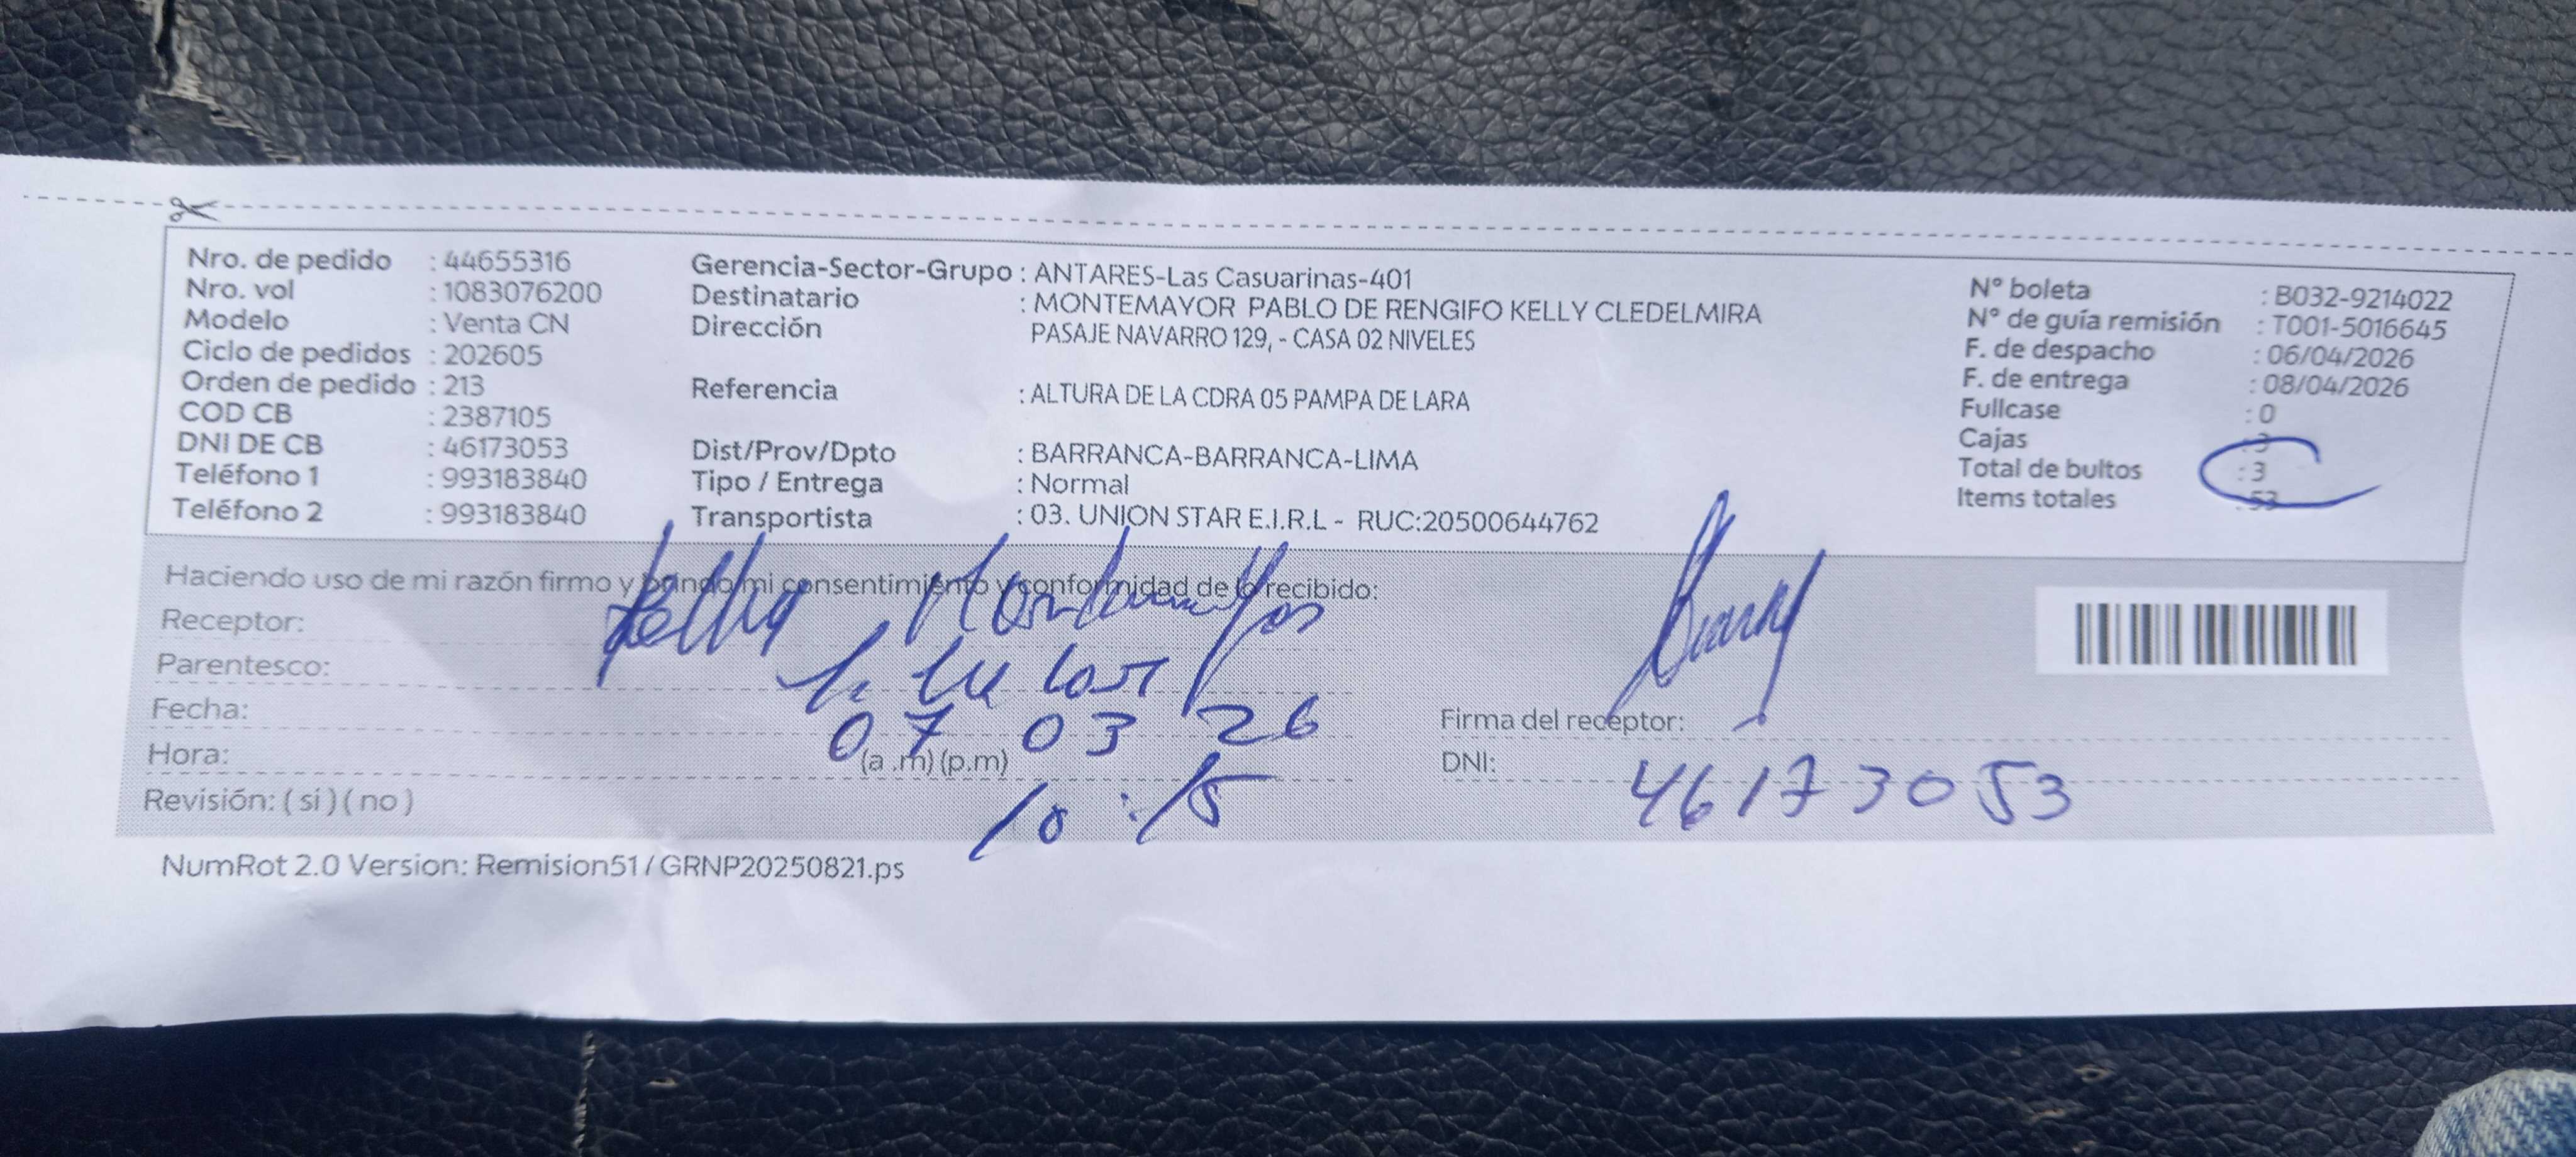 Nro. de pedido : 44655316
Nro. vol : 1083076200
Modelo : Venta CN
Ciclo de pedidos : 202605
Orden de pedido : 213
COD CB : 2387105
DNI DE CB : 46173053
Teléfono 1 : 993183840
Teléfono 2 : 993183840
Gerencia-Sector-Grupo : ANTARES-Las Casuarinas-401
Destinatario : MONTEMAYOR PABLO DE RENGIFO KELLY CLEDELMIRA
Dirección PASAJE NAVARRO 129, - CASA 02 NIVELES
Referencia : ALTURA DE LA CDRA 05 PAMPA DE LARA
Dist/Prov/Dpto : BARRANCA-BARRANCA-LIMA
Tipo / Entrega : Normal
Transportista : 03. UNION STAR E.I.R.L - RUC:20500644762
N° boleta : B032-9214022
N° de guía remisión : T001-5016645
F. de despacho : 06/04/2026
F. de entrega : 08/04/2026
Fullcase : 0
Cajas : 3
Total de bultos : 3
Items totales : 53
Haciendo uso de mi razón firmo y brindo mi consentimiento y conformidad de lo recibido:
Receptor: Kelly
Parentesco: titular
Fecha: 07 03 26
Hora: (a .m) (p.m) 10:15
Revisión: ( si ) ( no )
Firma del receptor:
DNI: 46173053
NumRot 2.0 Version: Remision51 / GRNP20250821.ps